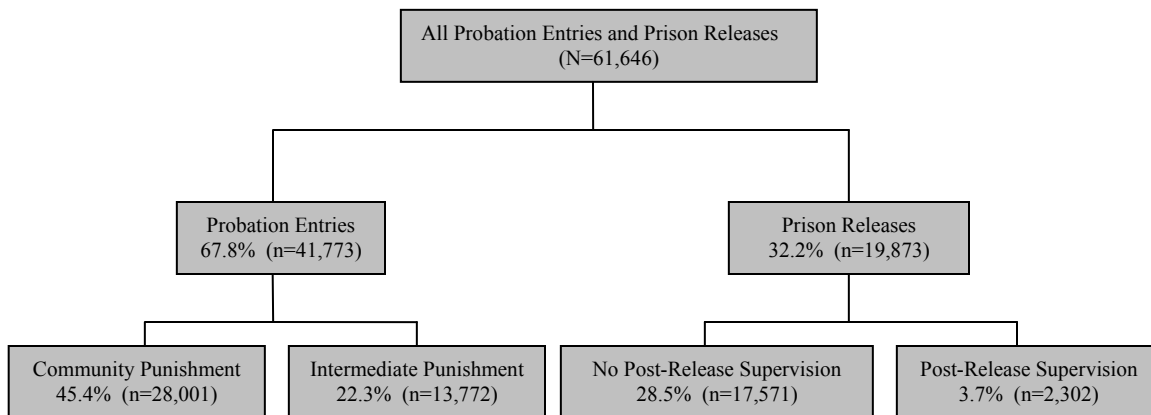 All Probation Entries and Prison Releases
(N=61,646)
Probation Entries
67.8% (n=41,773)
Prison Releases
32.2% (n=19,873)
Community Punishment
45.4% (n=28,001)
Intermediate Punishment
22.3% (n=13,772)
No Post-Release Supervision
28.5% (n=17,571)
Post-Release Supervision
3.7% (n=2,302)